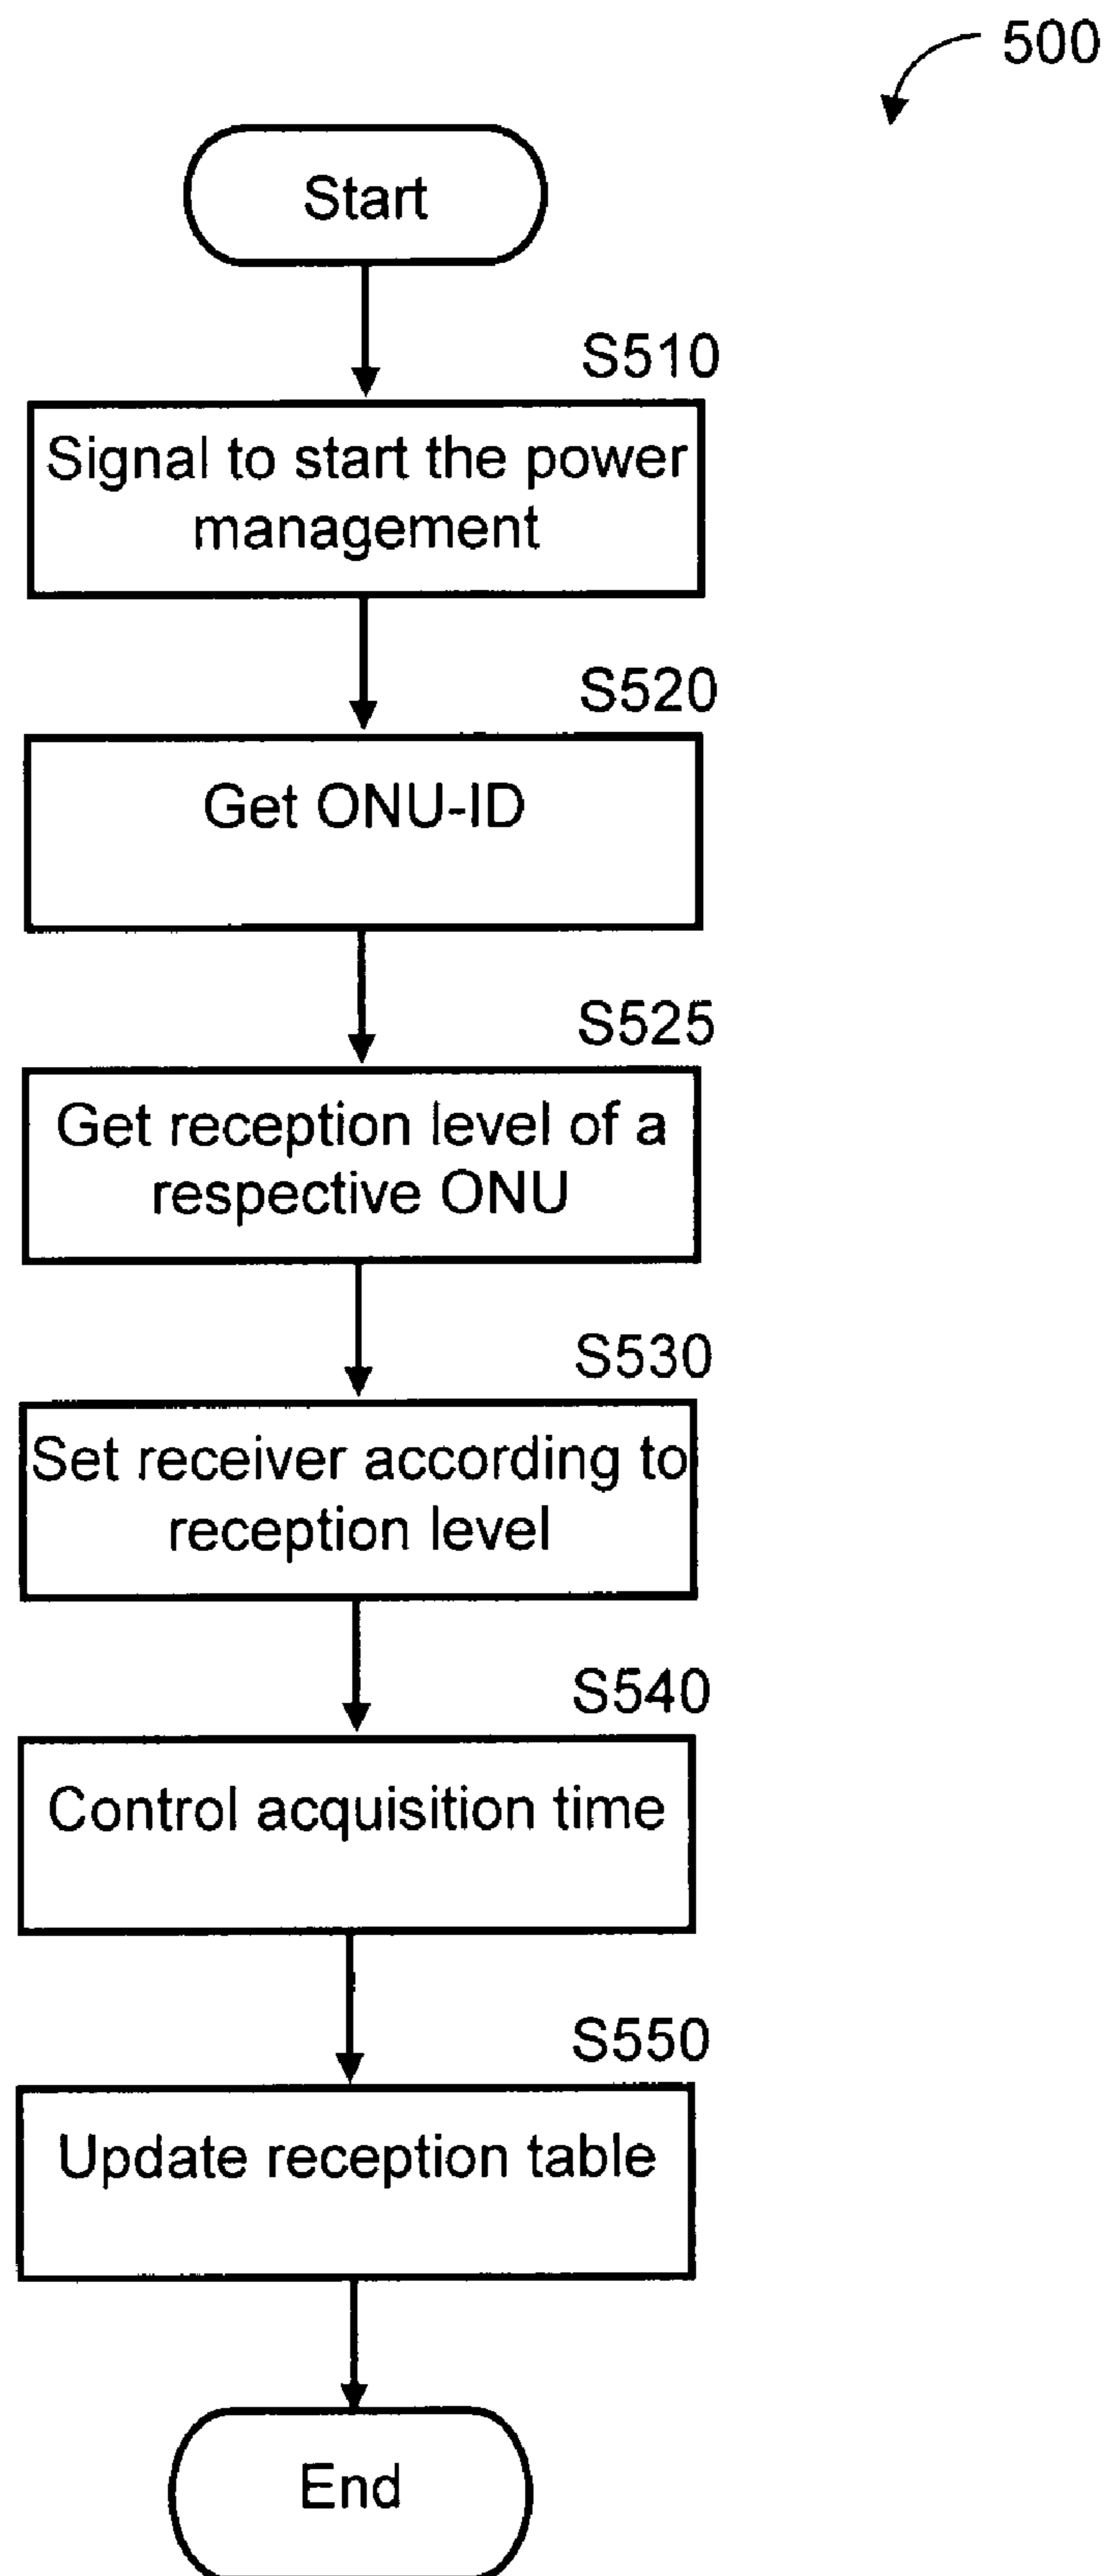 500
Start
S510
Signal to start the power
management
S520
Get ONU-ID
S525
Get reception level of a
respective ONU
S530
Set receiver according to
reception level
S540
Control acquisition time
S550
Update reception table
End